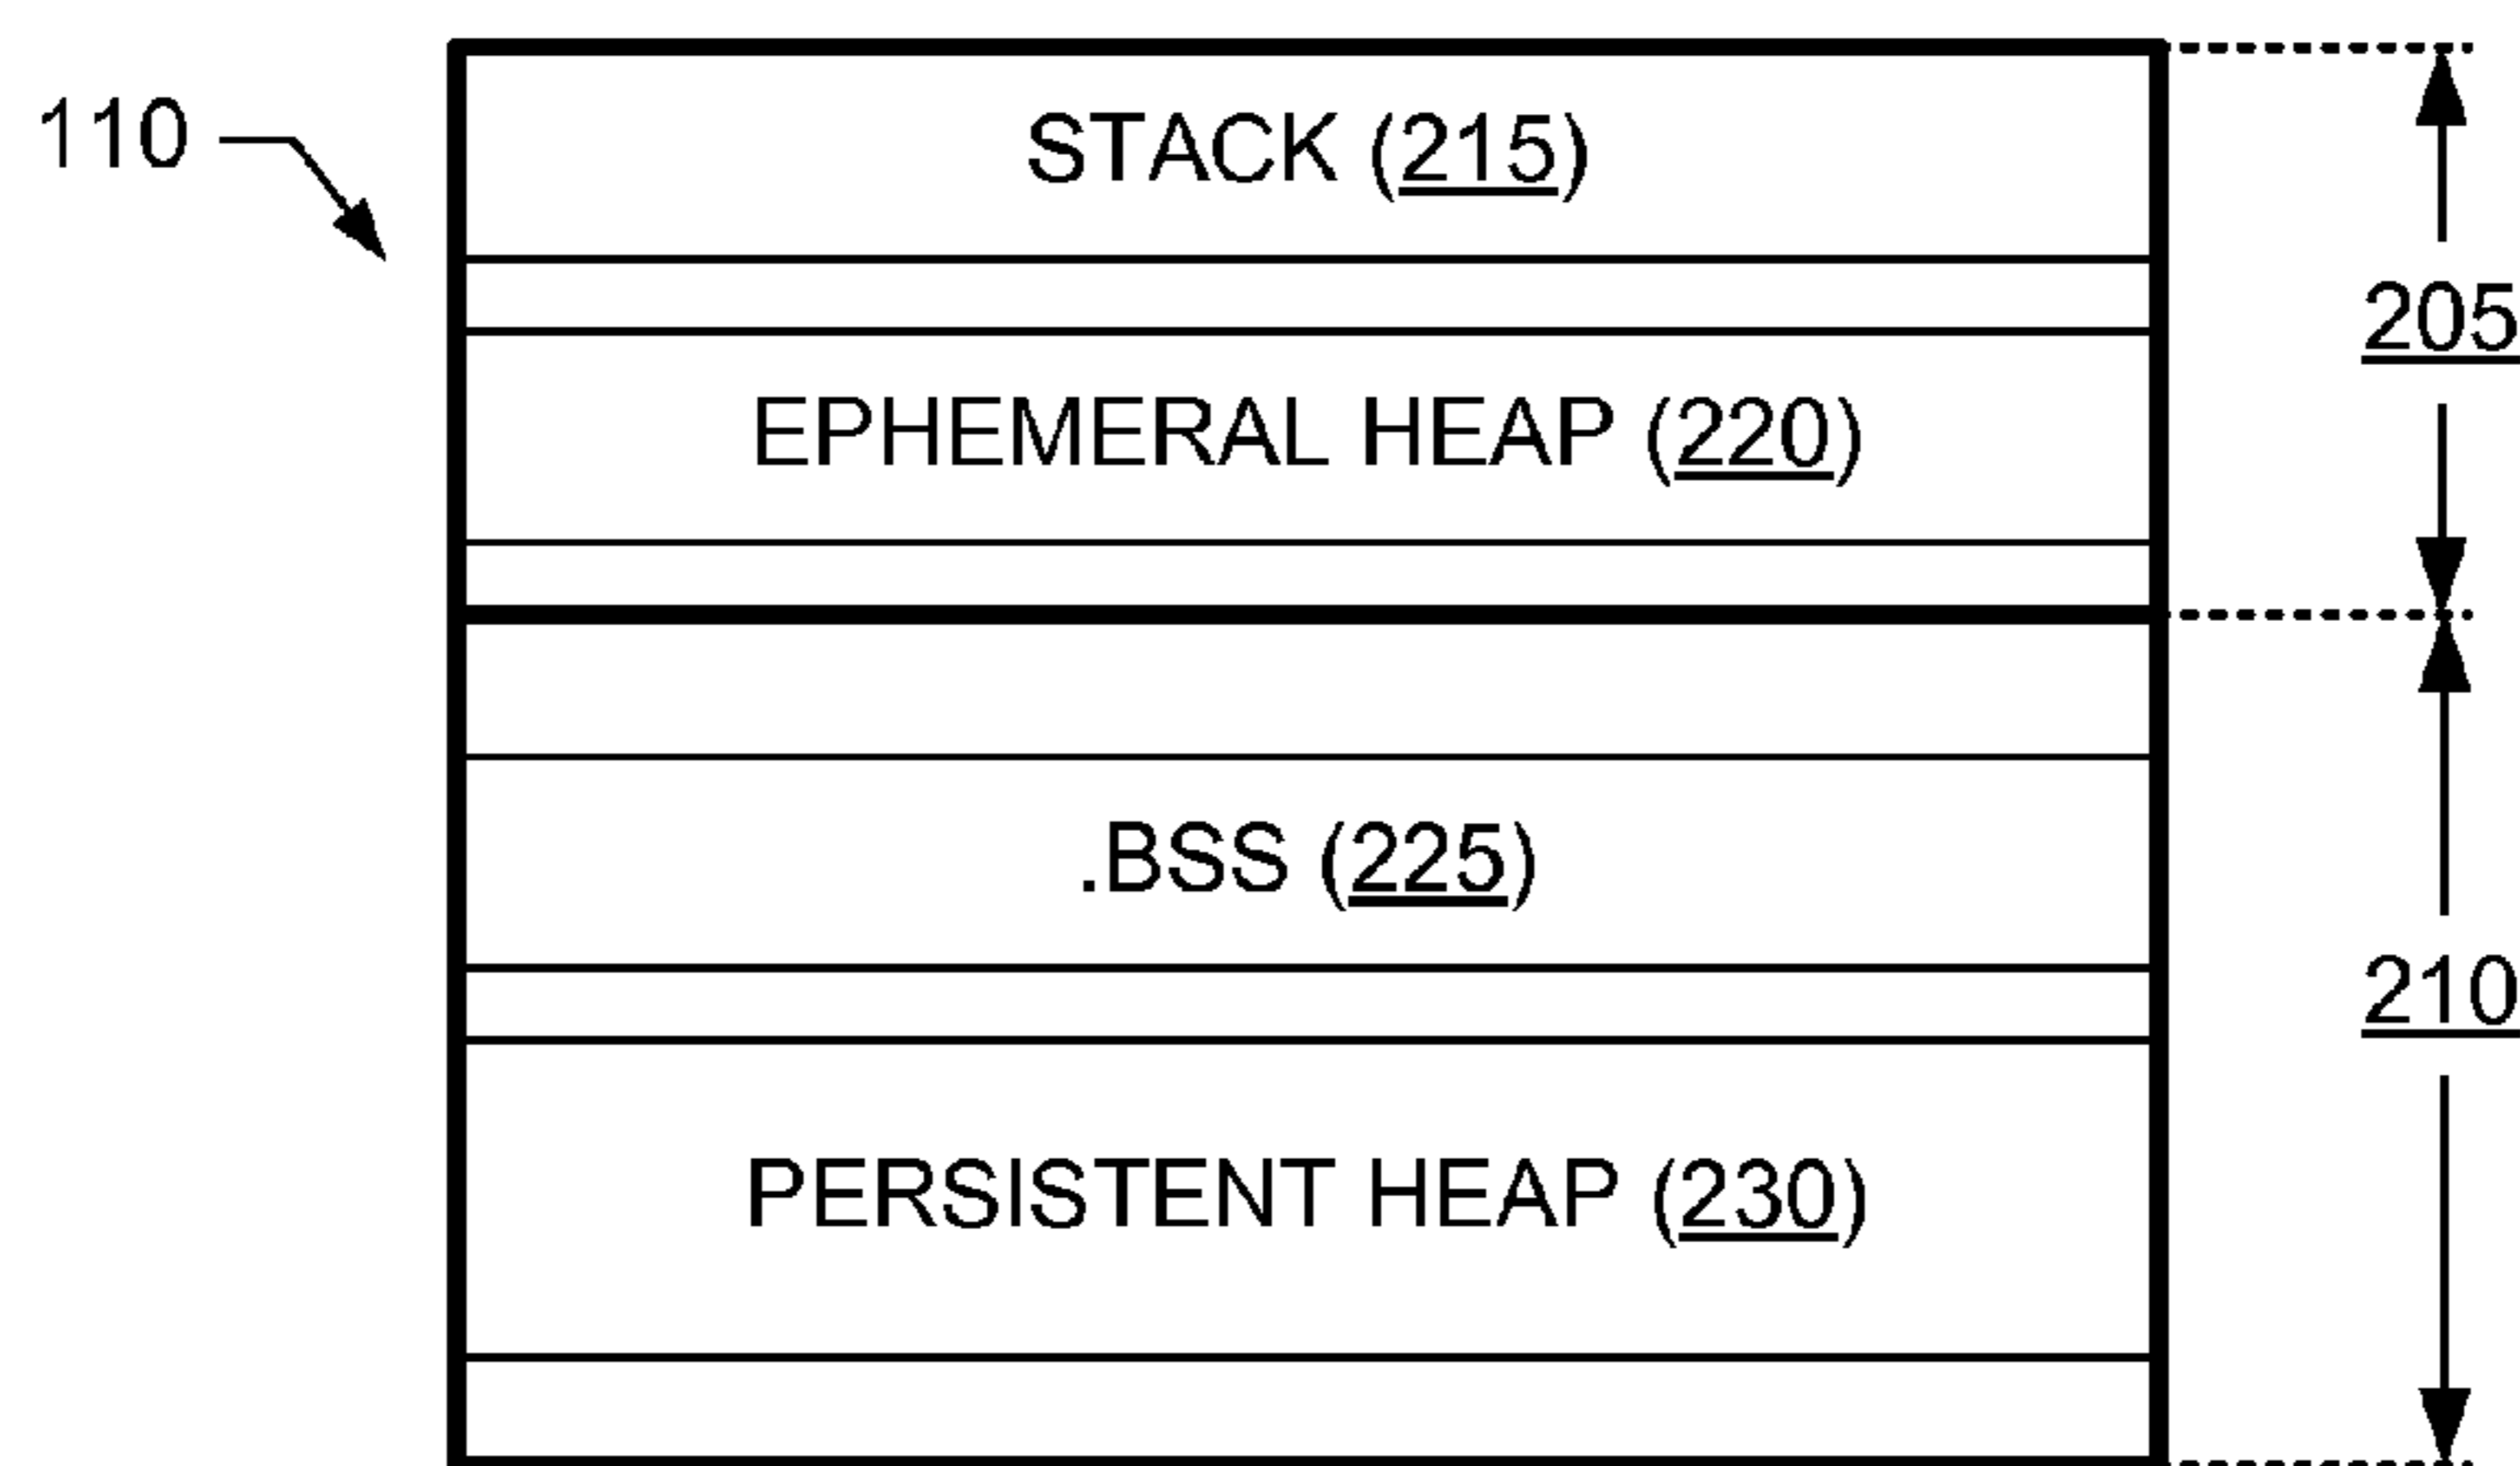 110
STACK (215)
205
EPHEMERAL HEAP (220)
.BSS (225)
210
PERSISTENT HEAP (230)